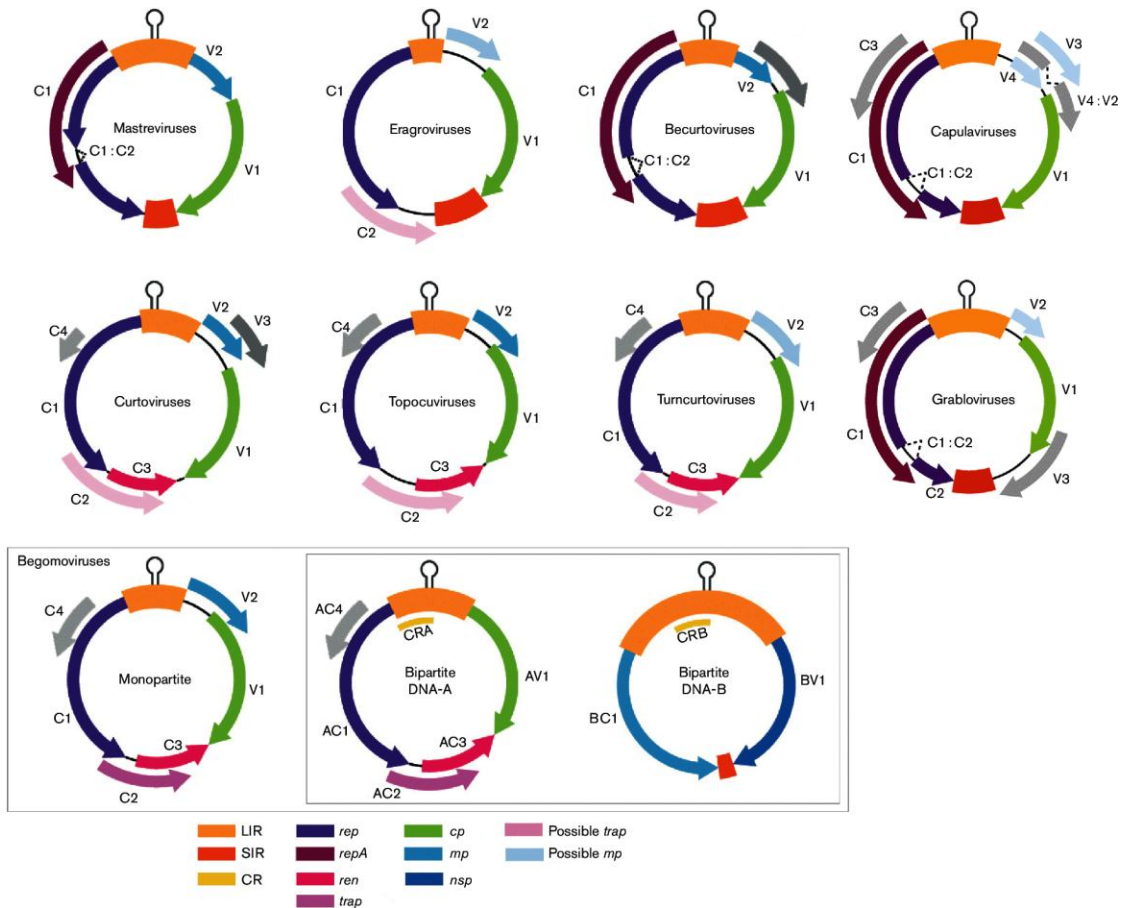 V2
C1
Mastreviruses
C1 : C2
V1
V2
C1
Eragroviruses
V1
C2
C1
V2
Becurtoviruses
C1 : C2
V1
C3
V3
V4
V4 : V2
Capulaviruses
C1
C1 : C2
V1
C4
V2
V3
C1
Curtoviruses
V1
C3
C2
C4
V2
C1
Topocuviruses
V1
C3
C2
C4
V2
C1
Turncurtoviruses
V1
C3
C2
C3
V2
V1
Grabloviruses
C1
C1 : C2
C2
V3
Begomoviruses
C4
V2
Monopartite
C1
V1
C3
C2
AC4
CRA
Bipartite
DNA-A
AV1
AC1
AC3
AC2
CRB
Bipartite
DNA-B
BC1
BV1
LIR
SIR
CR
rep
repA
ren
trap
cp
mp
nsp
Possible trap
Possible mp